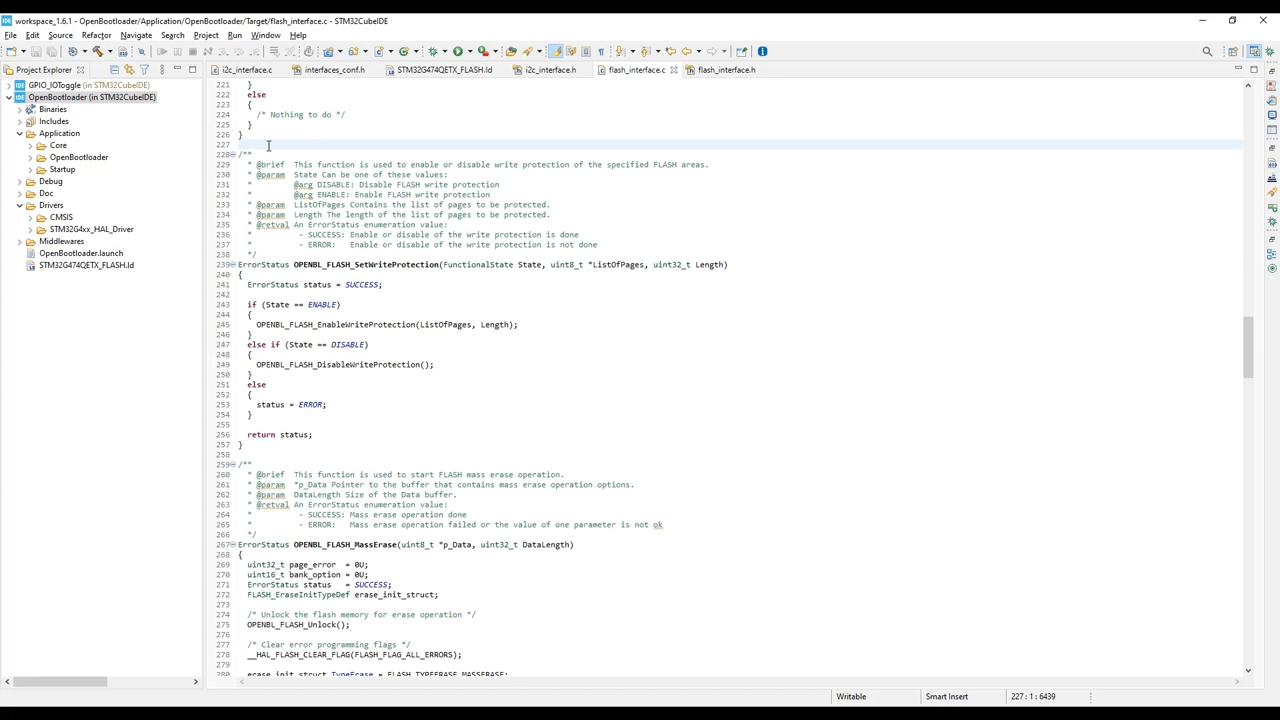 workspace_1.6.1 - OpenBootloader/Application/OpenBootloader/Target/flash_interface.c - STM32CubeIDE
File Edit Source Refactor Navigate Search Project Run Window Help
Project Explorer
i2c_interface.c interfaces_conf.h STM32G474QETX_FLASH.ld i2c_interface.h flash_interface.c flash_interface.h
GPIO_IOToggle (in STM32CubeIDE)
OpenBootloader (in STM32CubeIDE)
Binaries
Includes
Application
Core
OpenBootloader
Startup
Debug
Doc
Drivers
CMSIS
STM32G4xx_HAL_Driver
Middlewares
OpenBootloader.launch
STM32G474QETX_FLASH.ld
221 }
222 else
223 {
224 /* Nothing to do */
225 }
226 }
227
228 /**
229 * @brief This function is used to enable or disable write protection of the specified FLASH areas.
230 * @param State Can be one of these values:
231 * @arg DISABLE: Disable FLASH write protection
232 * @arg ENABLE: Enable FLASH write protection
233 * @param ListOfPages Contains the list of pages to be protected.
234 * @param Length The length of the list of pages to be protected.
235 * @retval An ErrorStatus enumeration value:
236 * - SUCCESS: Enable or disable of the write protection is done
237 * - ERROR: Enable or disable of the write protection is not done
238 */
239 ErrorStatus OPENBL_FLASH_SetWriteProtection(FunctionalState State, uint8_t *ListOfPages, uint32_t Length)
240 {
241 ErrorStatus status = SUCCESS;
242
243 if (State == ENABLE)
244 {
245 OPENBL_FLASH_EnableWriteProtection(ListOfPages, Length);
246 }
247 else if (State == DISABLE)
248 {
249 OPENBL_FLASH_DisableWriteProtection();
250 }
251 else
252 {
253 status = ERROR;
254 }
255
256 return status;
257 }
258
259 /**
260 * @brief This function is used to start FLASH mass erase operation.
261 * @param *p_Data Pointer to the buffer that contains mass erase operation options.
262 * @param DataLength Size of the Data buffer.
263 * @retval An ErrorStatus enumeration value:
264 * - SUCCESS: Mass erase operation done
265 * - ERROR: Mass erase operation failed or the value of one parameter is not ok
266 */
267 ErrorStatus OPENBL_FLASH_MassErase(uint8_t *p_Data, uint32_t DataLength)
268 {
269 uint32_t page_error = 0U;
270 uint16_t bank_option = 0U;
271 ErrorStatus status = SUCCESS;
272 FLASH_EraseInitTypeDef erase_init_struct;
273
274 /* Unlock the flash memory for erase operation */
275 OPENBL_FLASH_Unlock();
276
277 /* Clear error programming flags */
278 __HAL_FLASH_CLEAR_FLAG(FLASH_FLAG_ALL_ERRORS);
279
280 erase_init_struct.TypeErase = FLASH_TYPEERASE_MASSERASE;
Writable Smart Insert 227 : 1 : 6439